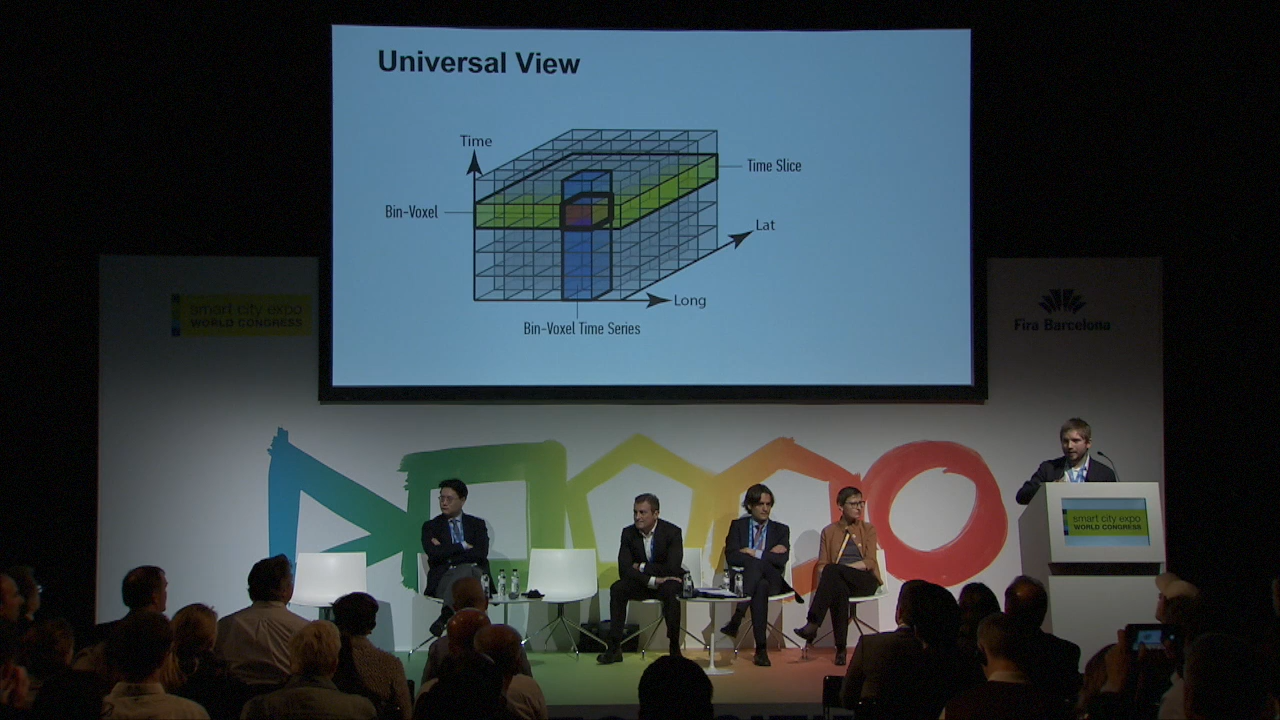 Universal View
Time
Time Slice
Bin-Voxel
Lat
Long
Bin-Voxel Time Series
smart city expo
WORLD CONGRESS
Fira Barcelona
smart city expo
WORLD CONGRESS